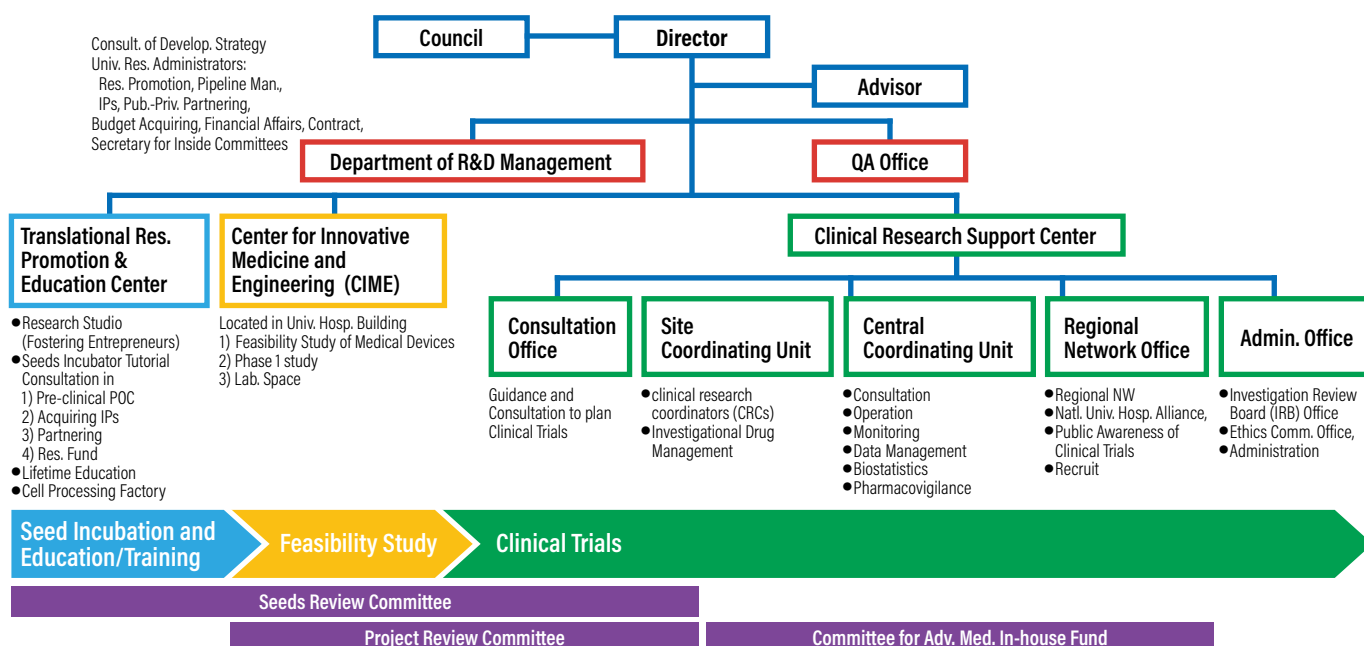 Council
Director
Consult. of Develop. Strategy
Univ. Res. Administrators:
Res. Promotion, Pipeline Man.,
IPs, Pub.-Priv. Partnering,
Budget Acquiring, Financial Affairs, Contract,
Secretary for Inside Committees
Advisor
Department of R&D Management
QA Office
Translational Res.
Promotion &
Education Center
Center for Innovative
Medicine and
Engineering (CIME)
Clinical Research Support Center
●Research Studio
(Fostering Entrepreneurs)
●Seeds Incubator Tutorial
Consultation in
1) Pre-clinical POC
2) Acquiring IPs
3) Partnering
4) Res. Fund
●Lifetime Education
●Cell Processing Factory
Located in Univ. Hosp. Building
1) Feasibility Study of Medical Devices
2) Phase 1 study
3) Lab. Space
Consultation
Office
Site
Coordinating Unit
Central
Coordinating Unit
Regional
Network Office
Admin. Office
Guidance and
Consultation to plan
Clinical Trials
●clinical research
coordinators (CRCs)
●Investigational Drug
Management
●Consultation
●Operation
●Monitoring
●Data Management
●Biostatistics
●Pharmacovigilance
●Regional NW
●Natl. Univ. Hosp. Alliance,
●Public Awareness of
Clinical Trials
●Recruit
●Investigation Review
Board (IRB) Office
●Ethics Comm. Office,
●Administration
Seed Incubation and
Education/Training
Feasibility Study
Clinical Trials
Seeds Review Committee
Project Review Committee
Committee for Adv. Med. In-house Fund